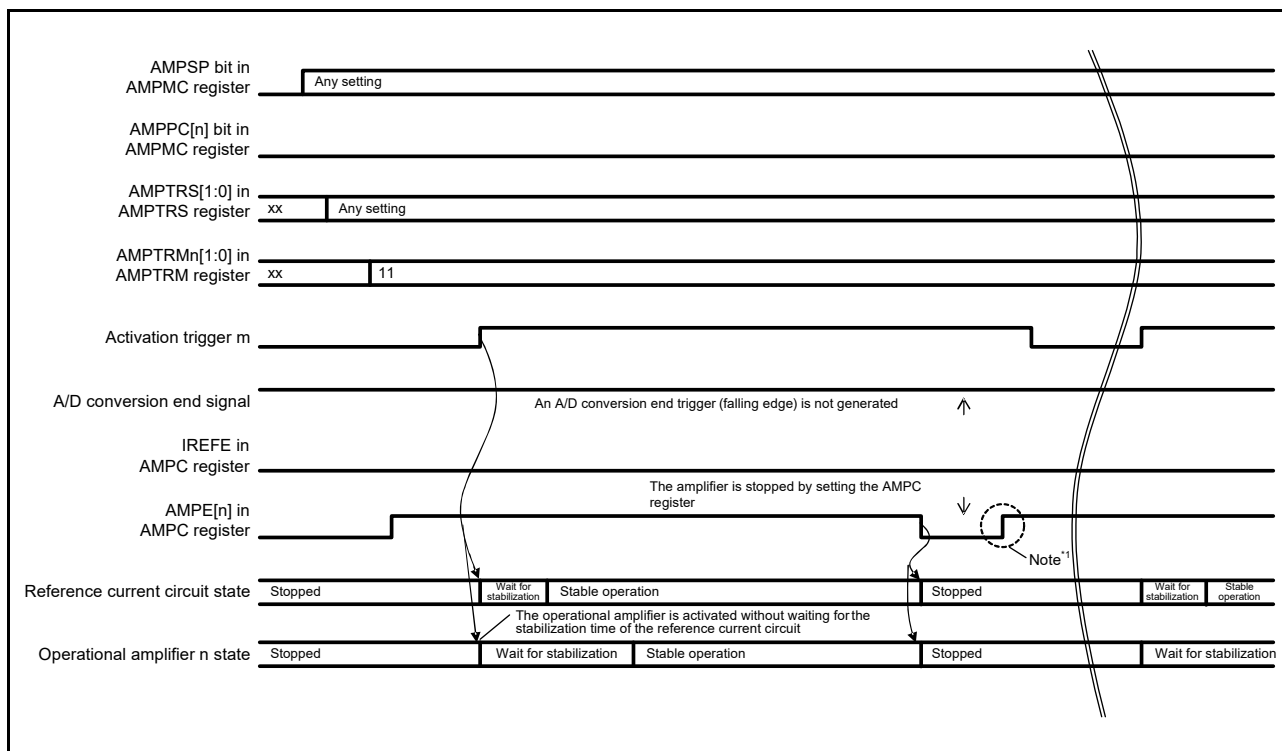 AMPSP bit in
AMPMC register
Any setting
AMPPC[n] bit in
AMPMC register
AMPTRS[1:0] in
AMPTRS register
xx
Any setting
AMPTRMn[1:0] in
AMPTRM register
xx
11
Activation trigger m
A/D conversion end signal
An A/D conversion end trigger (falling edge) is not generated
IREFE in
AMPC register
The amplifier is stopped by setting the AMPC
register
AMPE[n] in
AMPC register
Note*1
Reference current circuit state
Stopped
Wait for
stabilization
Stable operation
Stopped
Wait for
stabilization
Stable
operation
The operational amplifier is activated without waiting for the
stabilization time of the reference current circuit
Operational amplifier n state
Stopped
Wait for stabilization
Stable operation
Stopped
Wait for stabilization